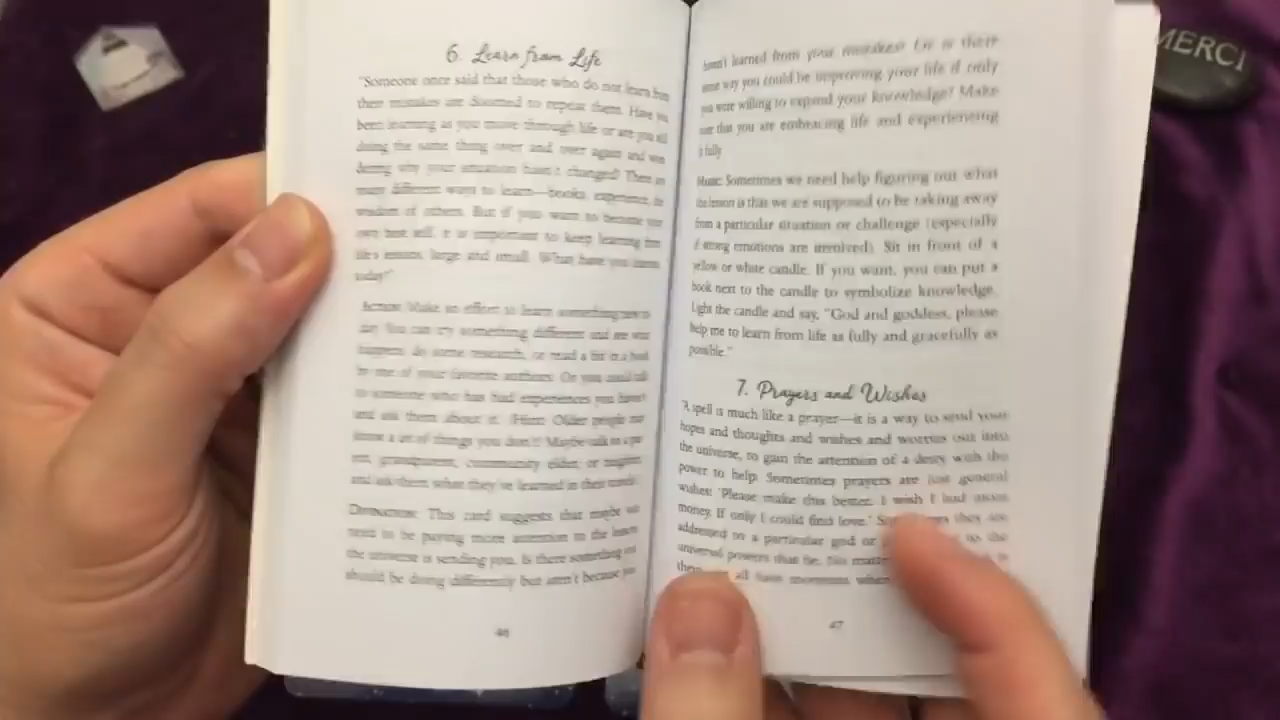 6. Learn from Life
"Someone once said that those who do not learn from
their mistakes are doomed to repeat them. Have you
been learning as you move through life or are you still
doing the same thing over and over again and won-
dering why your situation hasn't changed? There are
many different ways to learn—books, experience, the
wisdom of others. But if you want to become your
own best self, it is important to keep learning from
life's lessons, large and small. What have you learned
today?"
Action: Make an effort to learn something new to-
day. You can try something different and see what
happens, do some research, or read a bit in a book
by one of your favorite authors. Or you could talk
to someone who has had experiences you haven't
and ask them about it. (Hint: Older people
know a lot of things you don't!) Maybe talk to a par-
ent, grandparent, community elder, or neighbor
and ask them what they've learned in their travels.
Divination: This card suggests that maybe we
need to be paying more attention to the lessons
the universe is sending you. Is there something you
should be doing differently but aren't because you
46
haven't learned from your mistakes? Or is there
some way you could be improving your life if only
you were willing to expand your knowledge? Make
sure that you are embracing life and experiencing
it fully.
Magic: Sometimes we need help figuring out what
the lesson is that we are supposed to be taking away
from a particular situation or challenge (especially
if strong emotions are involved). Sit in front of a
yellow or white candle. If you want, you can put a
book next to the candle to symbolize knowledge.
Light the candle and say, "God and goddess, please
help me to learn from life as fully and gracefully as
possible."
7. Prayers and Wishes
"A spell is much like a prayer—it is a way to send your
hopes and thoughts and wishes and worries out into
the universe, to gain the attention of a deity with the
power to help. Sometimes prayers are just general
wishes: 'Please make this better. I wish I had more
money. If only I could find love.' they are
addressed to a particular god or to the
universal powers that be.
all have moments when
47
MERCI